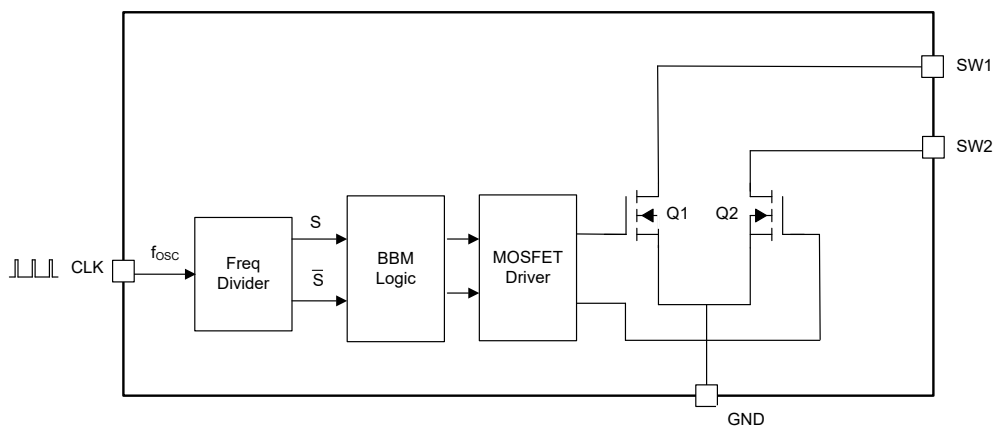 SW1
SW2
Q1
Q2
S
BBM
Logic
MOSFET
Driver
fOSC
CLK
Freq
Divider
S̅
GND